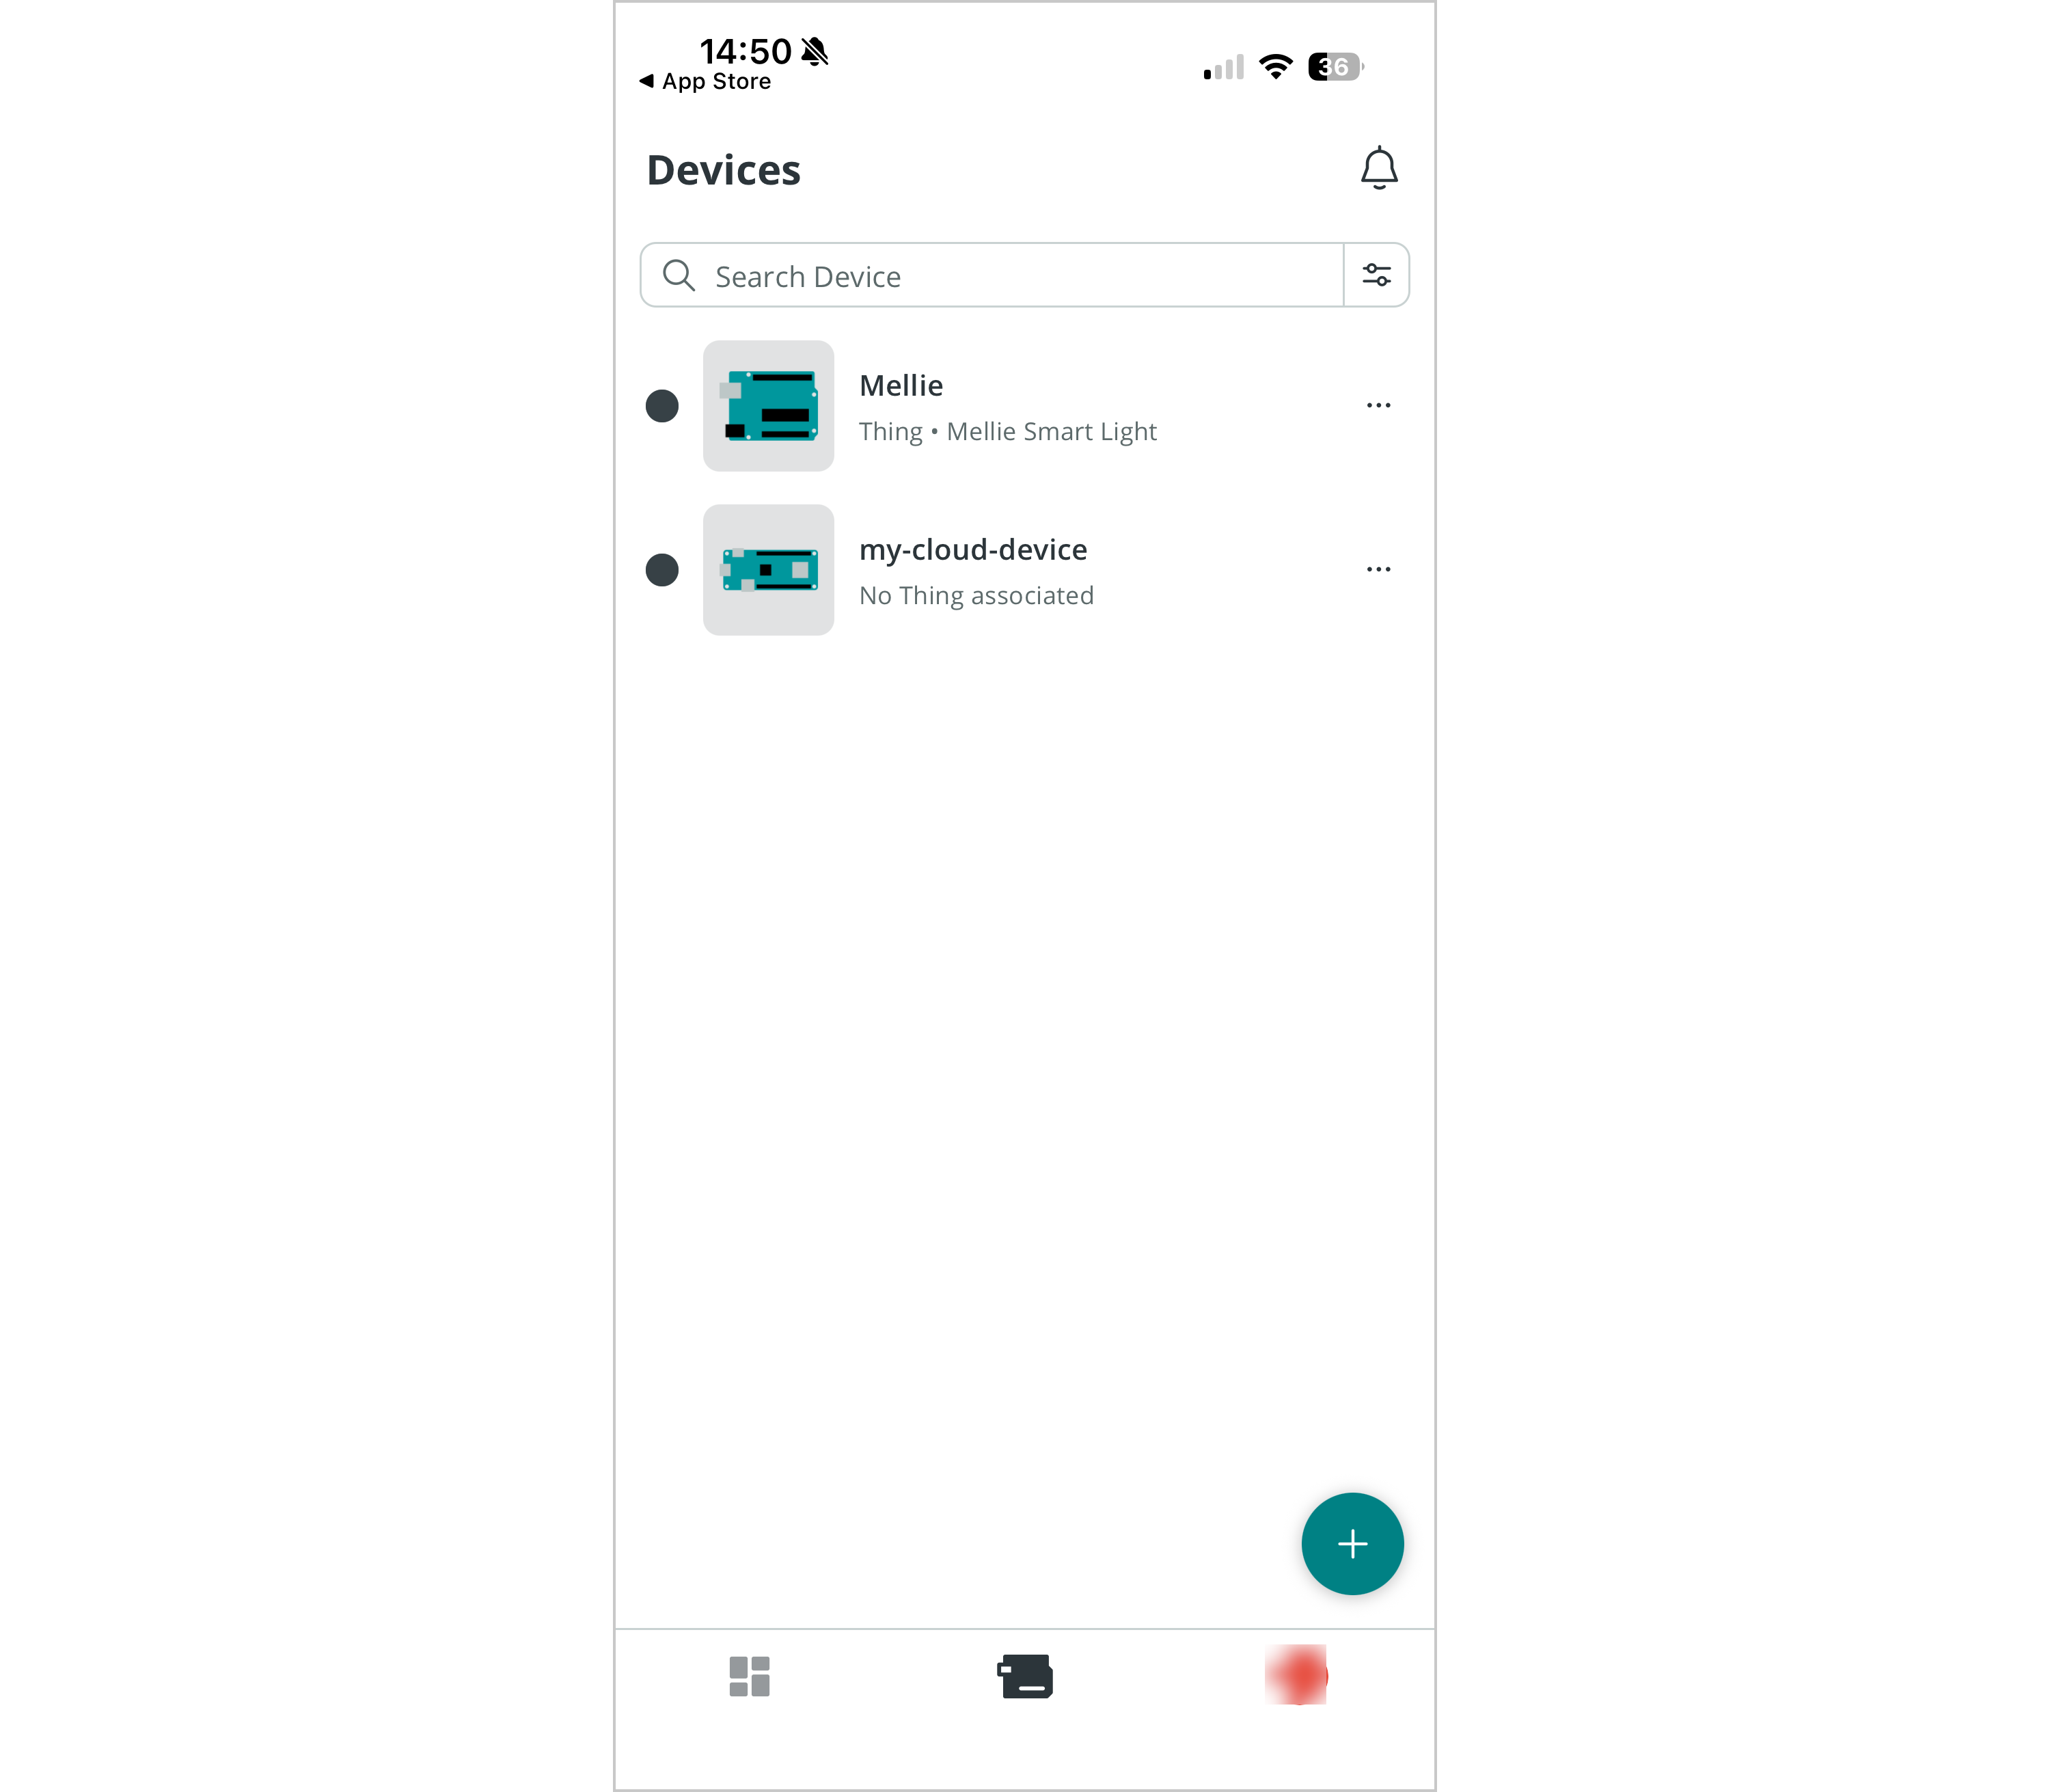 14:50
App Store
36
Devices
Search Device
Mellie
Thing • Mellie Smart Light
my-cloud-device
No Thing associated